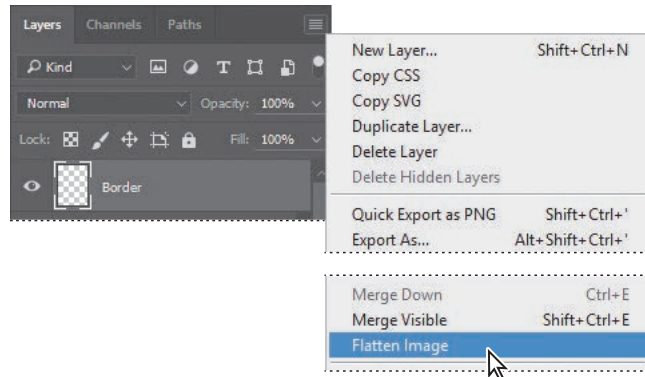 Layers Channels Paths
Kind
Normal Opacity: 100%
Lock: Fill: 100%
Border
New Layer... Shift+Ctrl+N
Copy CSS
Copy SVG
Duplicate Layer...
Delete Layer
Delete Hidden Layers
Quick Export as PNG Shift+Ctrl+'
Export As... Alt+Shift+Ctrl+'
Merge Down Ctrl+E
Merge Visible Shift+Ctrl+E
Flatten Image